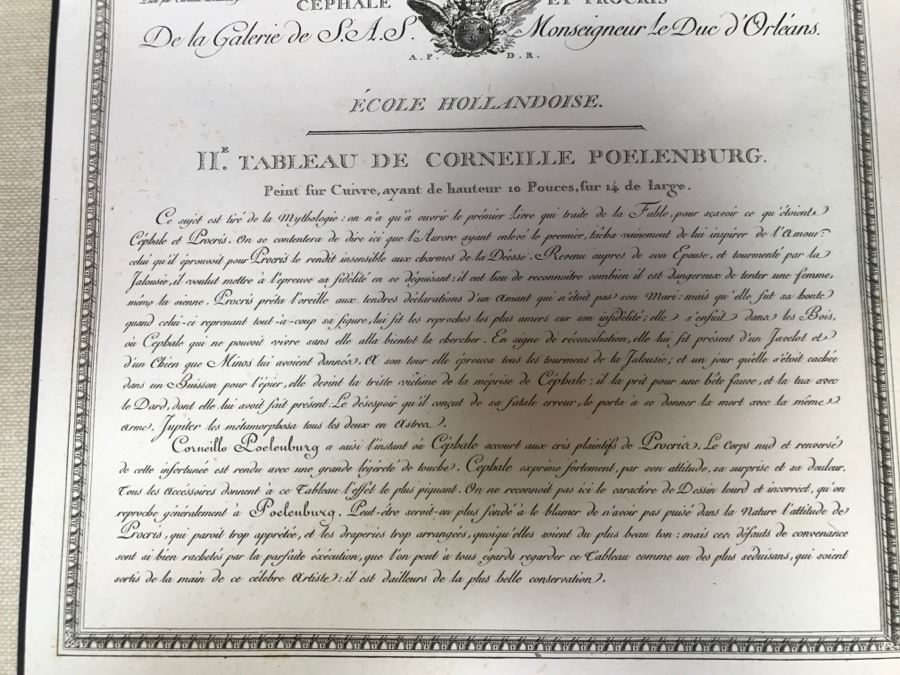 CÉPHALE ET PROCRIS
De la Galerie de S. A. S. Monseigneur Le Duc d'Orléans.
A. P. D. R.
ÉCOLE HOLLANDOISE.
II.E TABLEAU DE CORNEILLE POELENBURG.
Peint sur Cuivre, ayant de hauteur 10 Pouces, sur 14 de large.
Ce sujet est tiré de la Mythologie : on n'a qu'à ouvrir le prémier livre qui traite de la Fable, pour sçavoir ce qu'étoient
Céphale et Procris. On se contentera de dire ici que l'Aurore ayant enlevé le premier, tâcha vainement de lui inspirer de l'Amour :
celui qu'il éprouvoit pour Procris le rendit insensible aux charmes de la Déesse. Revenu aupres de son Epouse, et tourmenté par la
Jalousie, il voulut mettre à l'épreuve sa fidélité en se déguisant : il eut lieu de reconnoitre combien il est dangereux de tenter une femme,
même la sienne. Procris prêta l'oreille aux tendres déclarations d'un Amant qui n'étoit pas son Mari : mais qu'elle fut sa honte
quand celui-ci reprenant tout-à-coup sa figure, lui fit les reproches les plus amers sur son infidélité ; elle s'enfuit dans les Bois,
où Cephale qui ne pouvoit vivre sans elle alla bientot la chercher. En signe de réconciliation, elle lui fit présent d'un Javelot et
d'un Chien que Minos lui avoient donnés. A son tour elle éprouva tous les tourmens de la Jalousie ; et un jour qu'elle s'étoit cachée
dans un Buisson pour l'épier, elle devint la triste victime de la méprise de Céphale : il la prit pour une bête fauve, et la tua avec
le Dard, dont elle lui avoit fait présent. Le désespoir qu'il conçut de sa fatale erreur, le porta à se donner la mort avec la même
Arme. Jupiter les métamorphosa tous les deux en Astres.
Corneille Poelenburg a saisi l'instant où Céphale accourt aux cris plaintifs de Procris. Le Corps nud et renversé
de cette infortunée est rendu avec une grande légèreté de touche. Cephale exprime fortement, par son attitude, sa surprise et sa douleur.
Tous les Accéssoires donnent à ce Tableau l'effet le plus piquant. On ne reconnoit pas ici le caractère de Dessin lourd et incorrect, qu'on
reproche généralement à Poelenburg. Peut-être seroit-on plus fondé à le blamer de n'avoir pas puisé dans la Nature l'attitude de
Procris, qui paroit trop apprêtée, et les draperies trop arrangées, quoiqu'elles soient du plus beau ton : mais ces défauts de convenance
sont si bien rachetés par la parfaite éxécution, que l'on peut à tous égards regarder ce Tableau comme un des plus séduisans, qui soient
sortis de la main de ce célebre Artiste : il est dailleurs de la plus belle conservation.